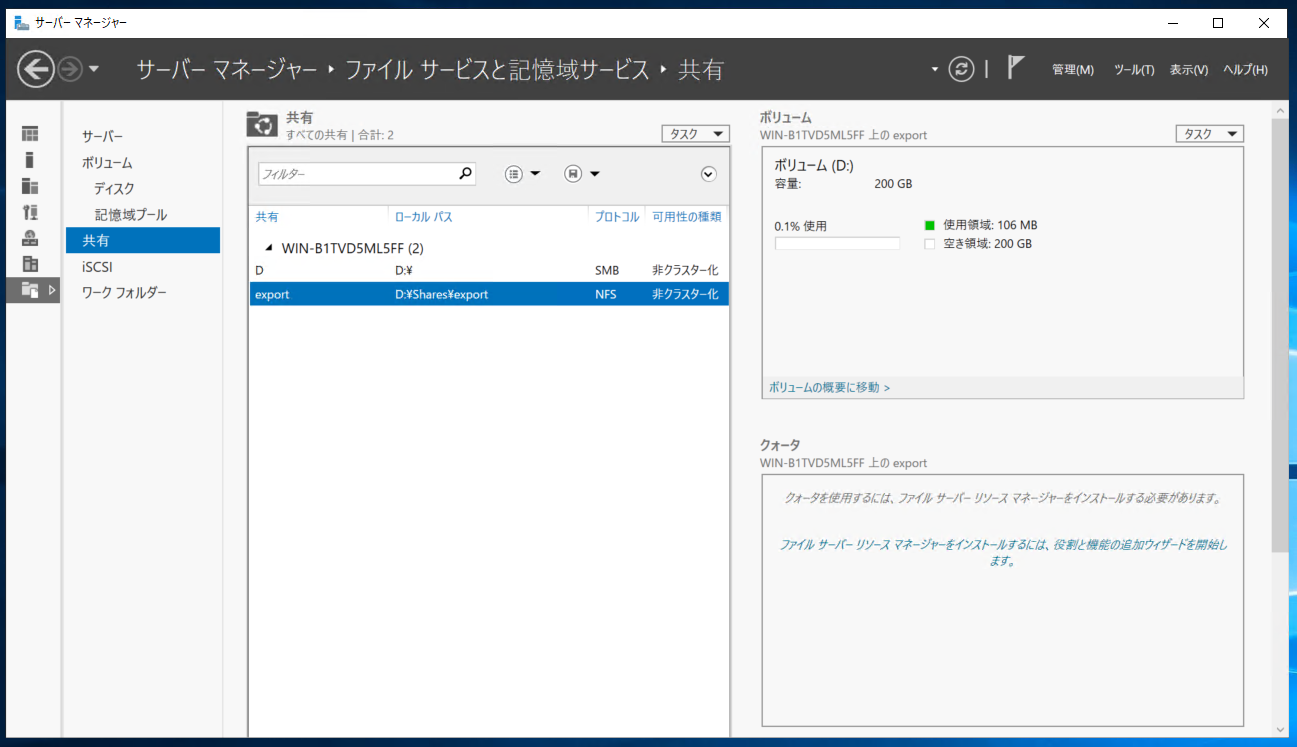 サーバー マネージャー
サーバー マネージャー ‣ ファイル サービスと記憶域サービス ‣ 共有
管理(M) ツール(T) 表示(V) ヘルプ(H)
サーバー
ボリューム
ディスク
記憶域プール
共有
iSCSI
ワーク フォルダー
共有
すべての共有 | 合計: 2
タスク
フィルター
共有 ローカル パス プロトコル 可用性の種類
WIN-B1TVD5ML5FF (2)
D D:¥ SMB 非クラスター化
export D:¥Shares¥export NFS 非クラスター化
ボリューム
WIN-B1TVD5ML5FF 上の export
タスク
ボリューム (D:)
容量: 200 GB
0.1% 使用
使用領域: 106 MB
空き領域: 200 GB
ボリュームの概要に移動 >
クォータ
WIN-B1TVD5ML5FF 上の export
クォータを使用するには、ファイル サーバー リソース マネージャーをインストールする必要があります。
ファイル サーバー リソース マネージャーをインストールするには、役割と機能の追加ウィザードを開始し
ます。